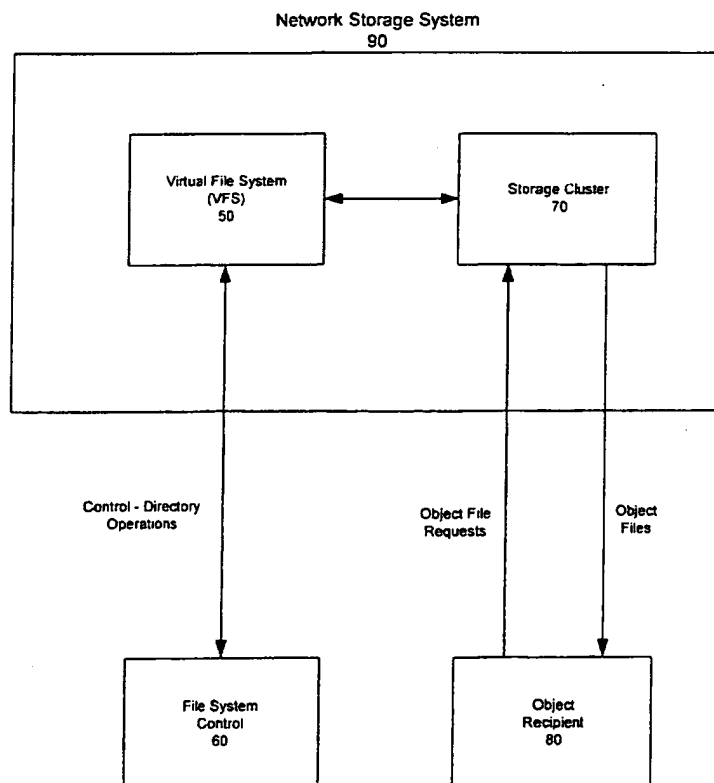 Network Storage System
90
Virtual File System
(VFS)
50
Storage Cluster
70
Control - Directory
Operations
Object File
Requests
Object
Files
File System
Control
60
Object
Recipient
80